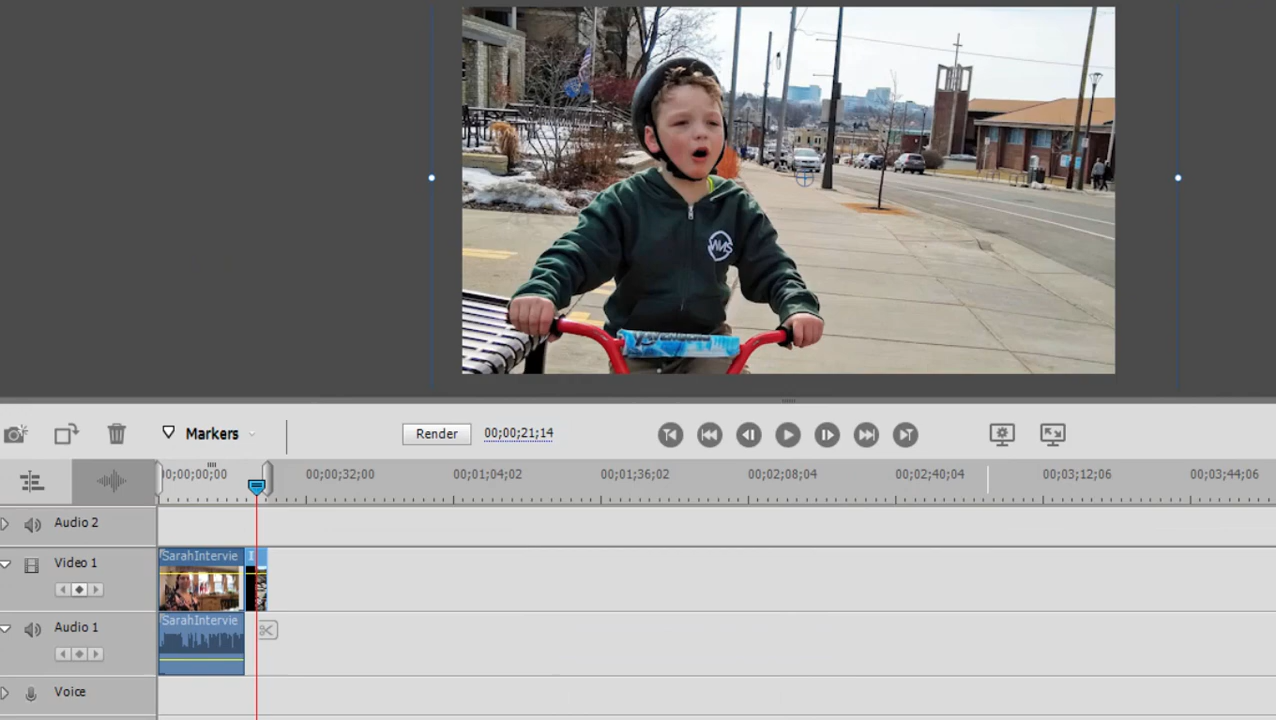 WNS
Markers
Render
00;00;21;14
00;00;00;00
00;00;32;00
00;01;04;02
00;01;36;02
00;02;08;04
00;02;40;04
00;03;12;06
00;03;44;06
Audio 2
Video 1
SarahIntervie
I
Audio 1
SarahIntervie
Voice